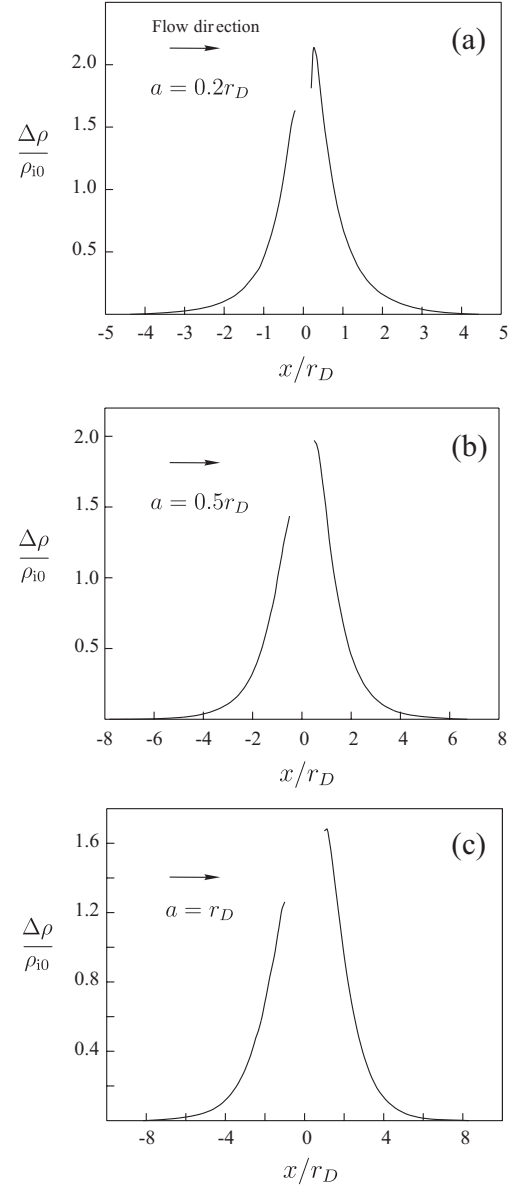 Flow direction
(a)
a = 0.2r_D
2.0
1.5
1.0
0.5
Δρ
ρ_i0
-5 -4 -3 -2 -1 0 1 2 3 4 5
x/r_D
(b)
a = 0.5r_D
2.0
1.5
1.0
0.5
Δρ
ρ_i0
-8 -6 -4 -2 0 2 4 6 8
x/r_D
(c)
a = r_D
1.6
1.2
0.8
0.4
Δρ
ρ_i0
-8 -4 0 4 8
x/r_D